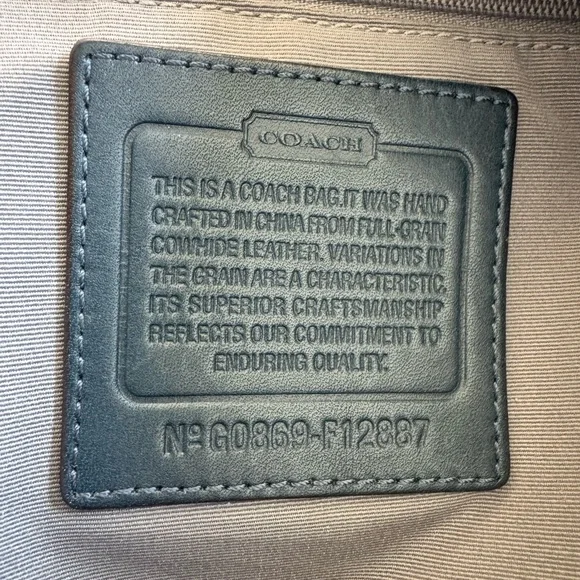 COACH
THIS IS A COACH BAG.IT WAS HAND
CRAFTED IN CHINA FROM FULL-GRAIN
COWHIDE LEATHER. VARIATIONS IN
THE GRAIN ARE A CHARACTERISTIC.
ITS SUPERIOR CRAFTSMANSHIP
REFLECTS OUR COMMITMENT TO
ENDURING QUALITY.
Nº G0869-F12887